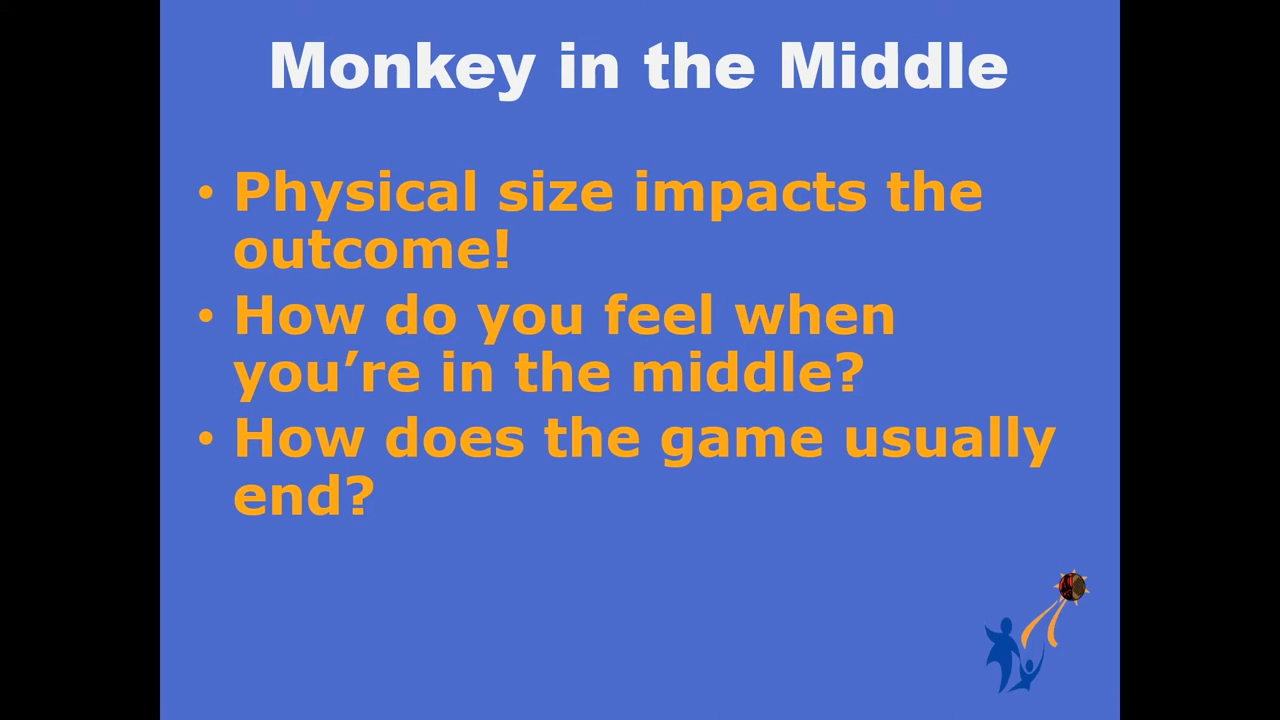 Monkey in the Middle
• Physical size impacts the
outcome!
• How do you feel when
you’re in the middle?
• How does the game usually
end?